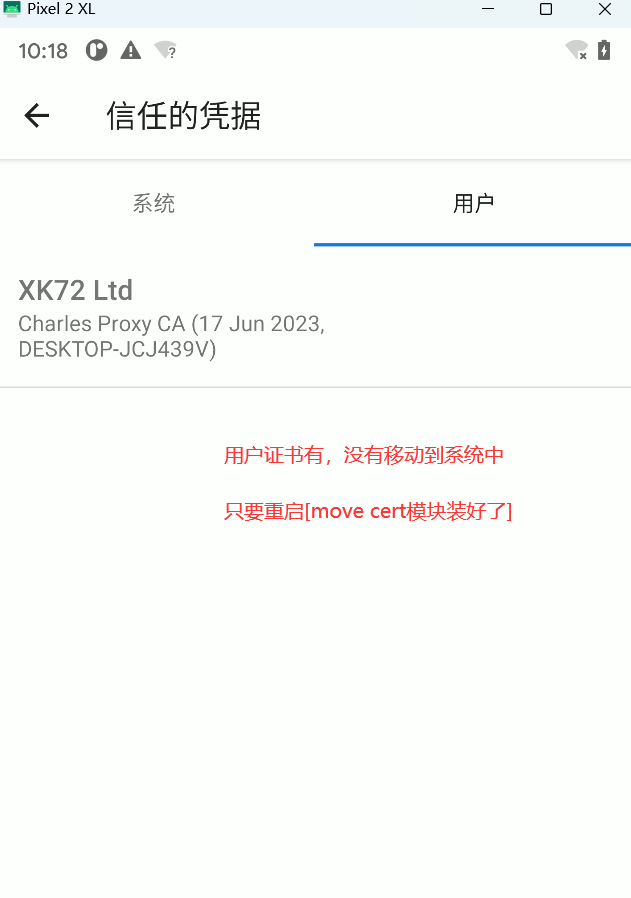 Pixel 2 XL
10:18
信任的凭据
系统
用户
XK72 Ltd
Charles Proxy CA (17 Jun 2023,
DESKTOP-JCJ439V)
用户证书有，没有移动到系统中
只要重启[move cert模块装好了]